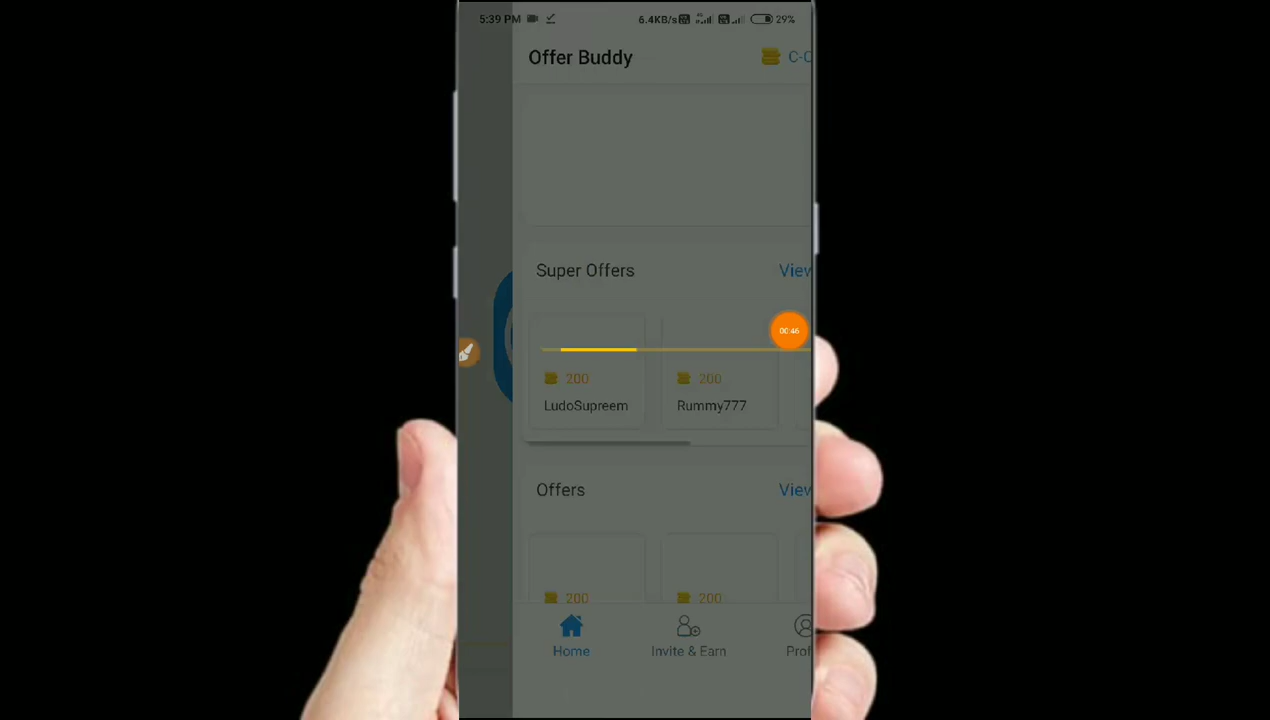 5:39 PM 6.4KB/s 29%
Offer Buddy C-C
Super Offers View
00:46
200 200
LudoSupreem Rummy777
Offers View
200 200
Home Invite & Earn Prof